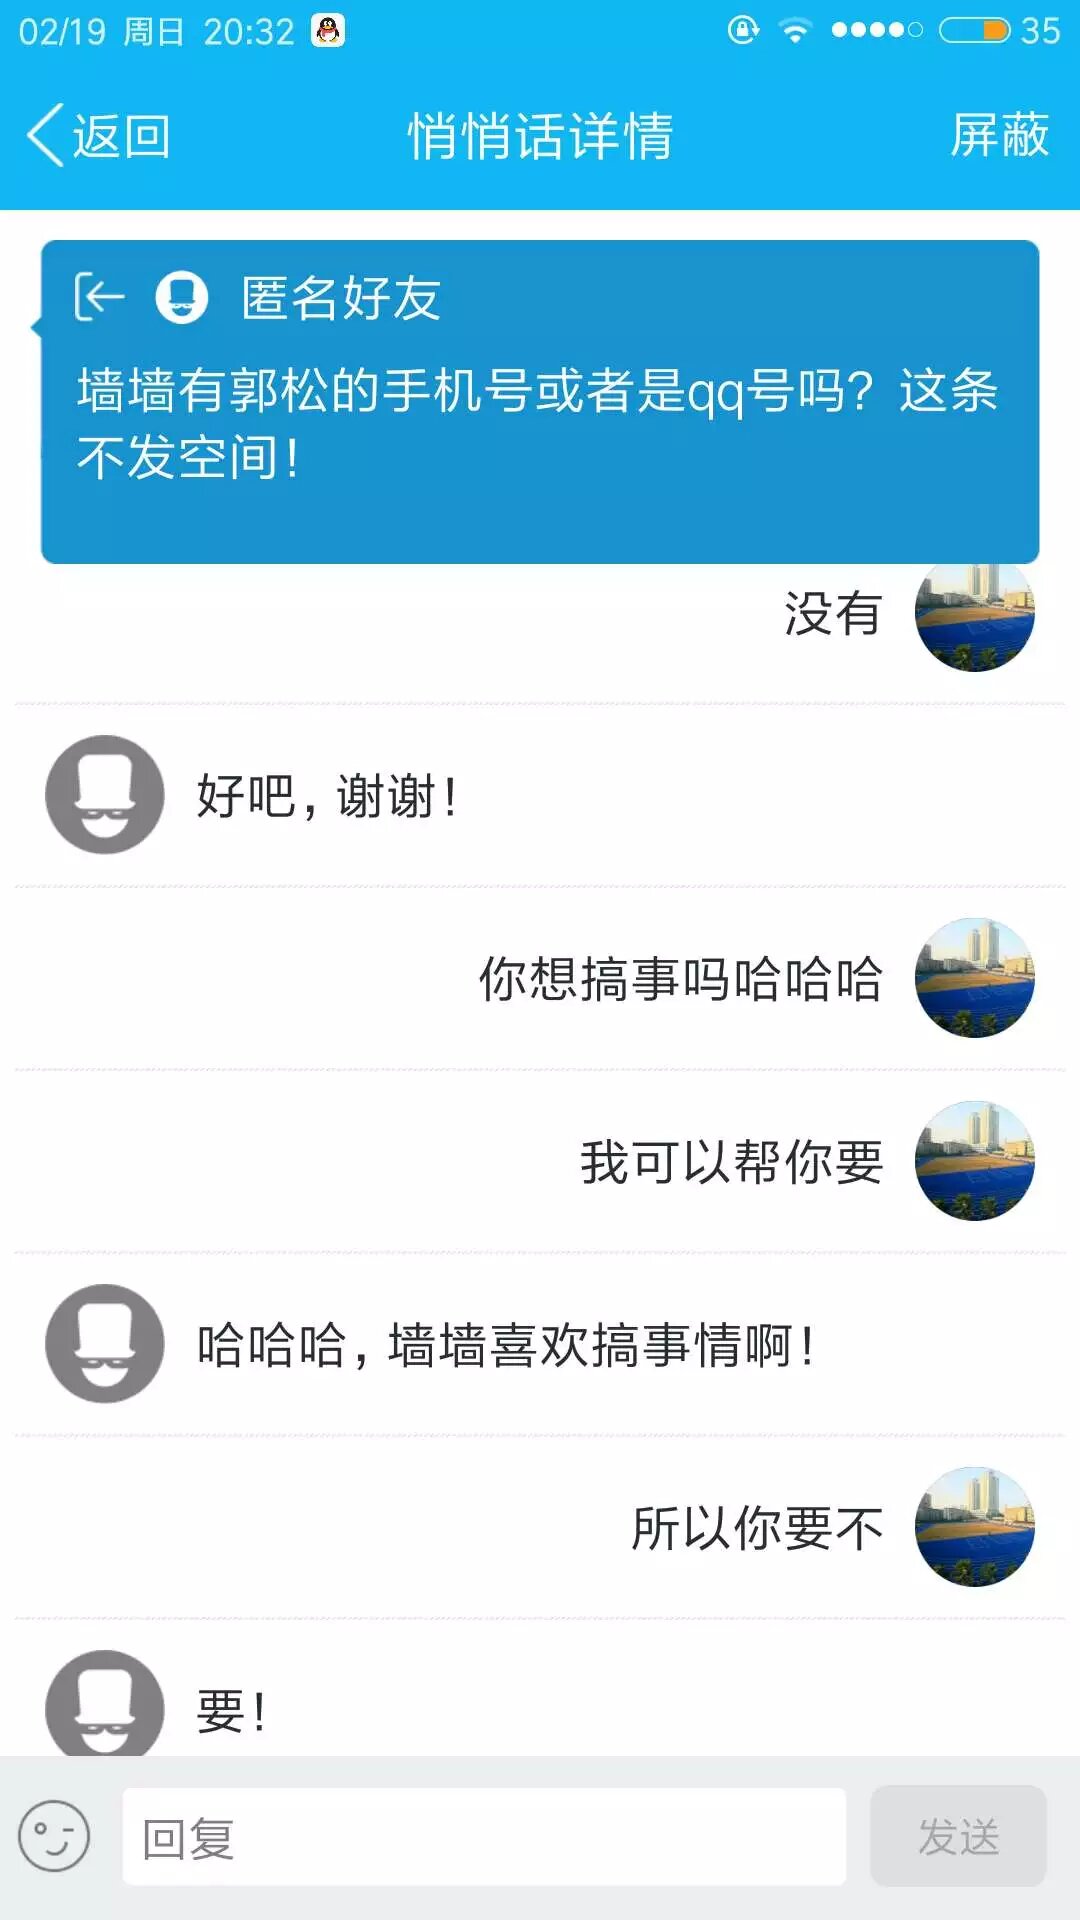 02/19 周日 20:32 35
返回 悄悄话详情 屏蔽
匿名好友
墙墙有郭松的手机号或者是qq号吗？这条
不发空间！
没有
好吧，谢谢！
你想搞事吗哈哈哈
我可以帮你要
哈哈哈，墙墙喜欢搞事情啊！
所以你要不
要！
回复 发送